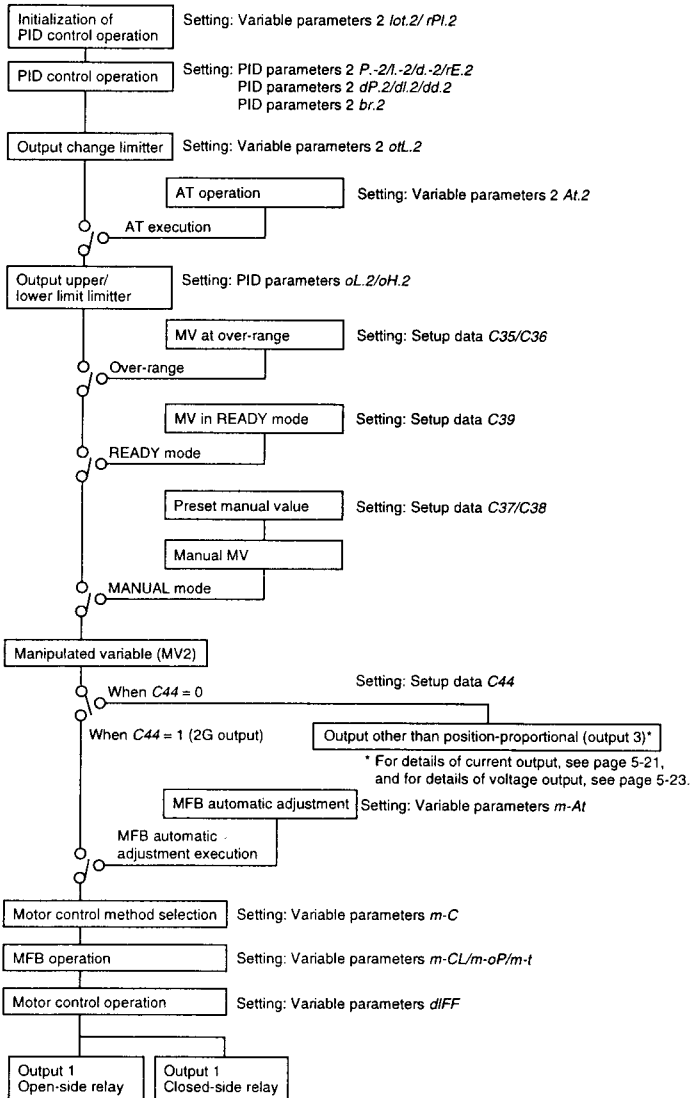 Initialization of
PID control operation
Setting: Variable parameters 2 Iot.2/ rPI.2
PID control operation
Setting: PID parameters 2 P.-2/I.-2/d.-2/rE.2
PID parameters 2 dP.2/dI.2/dd.2
PID parameters 2 br.2
Output change limitter
Setting: Variable parameters 2 otL.2
AT operation
Setting: Variable parameters 2 At.2
AT execution
Output upper/
lower limit limitter
Setting: PID parameters oL.2/oH.2
MV at over-range
Setting: Setup data C35/C36
Over-range
MV in READY mode
Setting: Setup data C39
READY mode
Preset manual value
Setting: Setup data C37/C38
Manual MV
MANUAL mode
Manipulated variable (MV2)
Setting: Setup data C44
When C44 = 0
When C44 = 1 (2G output)
Output other than position-proportional (output 3)*
* For details of current output, see page 5-21,
and for details of voltage output, see page 5-23.
MFB automatic adjustment
Setting: Variable parameters m-At
MFB automatic
adjustment execution
Motor control method selection
Setting: Variable parameters m-C
MFB operation
Setting: Variable parameters m-CL/m-oP/m-t
Motor control operation
Setting: Variable parameters dIFF
Output 1
Open-side relay
Output 1
Closed-side relay